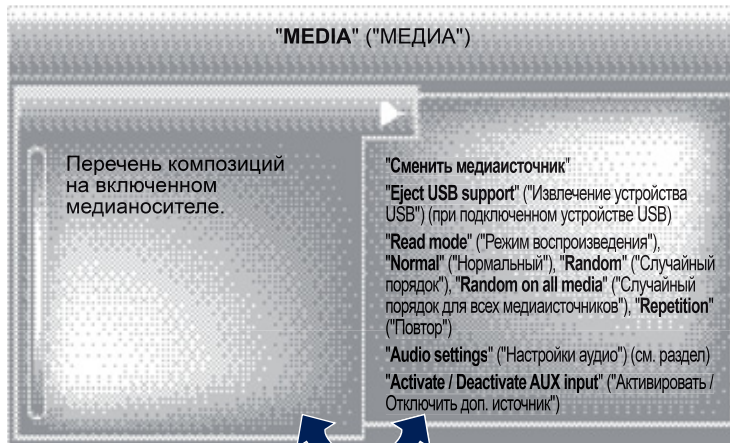 "MEDIA" ("МЕДИА")
Перечень композиций
на включенном
медианосителе.
"Сменить медиаисточник"
"Eject USB support" ("Извлечение устройства
USB") (при подключенном устройстве USB)
"Read mode" ("Режим воспроизведения"),
"Normal" ("Нормальный"), "Random" ("Случайный
порядок"), "Random on all media" ("Случайный
порядок для всех медиаисточников"), "Repetition"
("Повтор")
"Audio settings" ("Настройки аудио") (см. раздел)
"Activate / Deactivate AUX input" ("Активировать /
Отключить доп. источник")